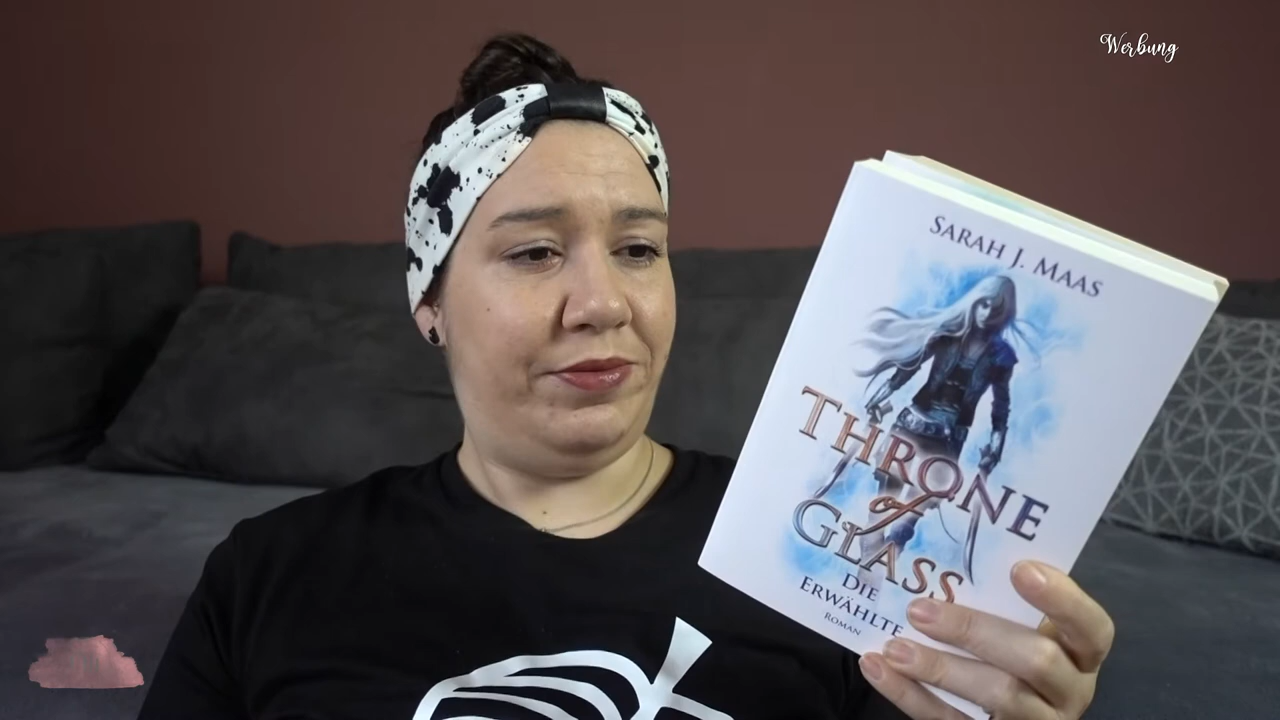 Werbung
SARAH J. MAAS
THRONE
of
GLASS
DIE
ERWÄHLTE
ROMAN